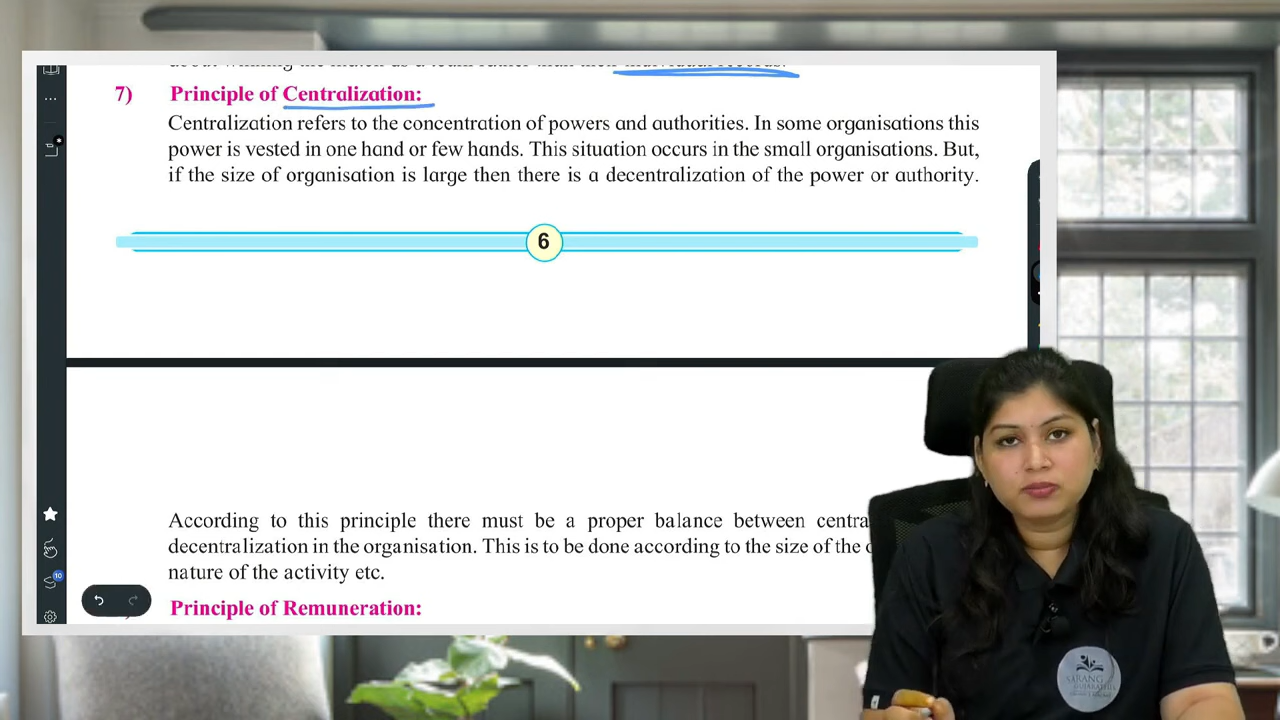 individual records.
7) Principle of Centralization:
Centralization refers to the concentration of powers and authorities. In some organisations this
power is vested in one hand or few hands. This situation occurs in the small organisations. But,
if the size of organisation is large then there is a decentralization of the power or authority.
6
According to this principle there must be a proper balance between
decentralization in the organisation. This is to be done according to the size of the
nature of the activity etc.
Principle of Remuneration:
10